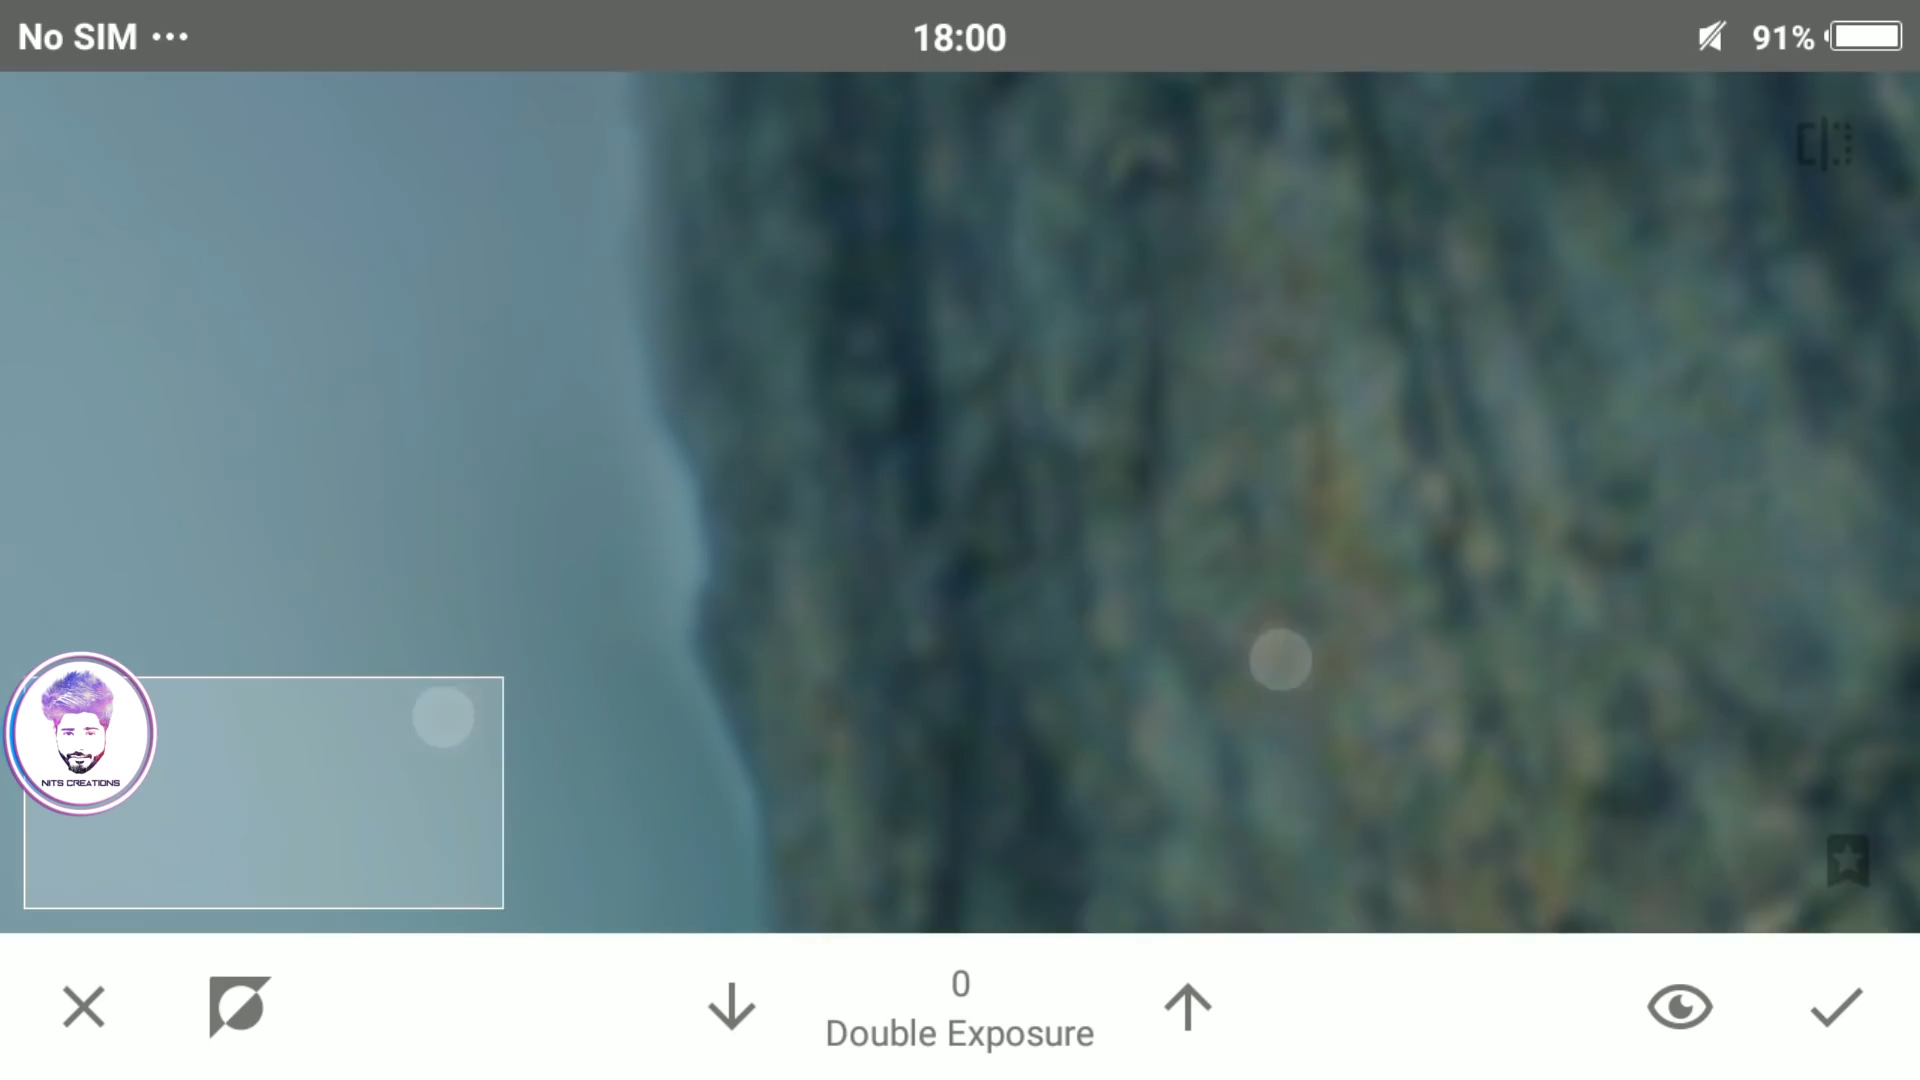 No SIM ...
18:00
91%
NITS CREATIONS
0
Double Exposure